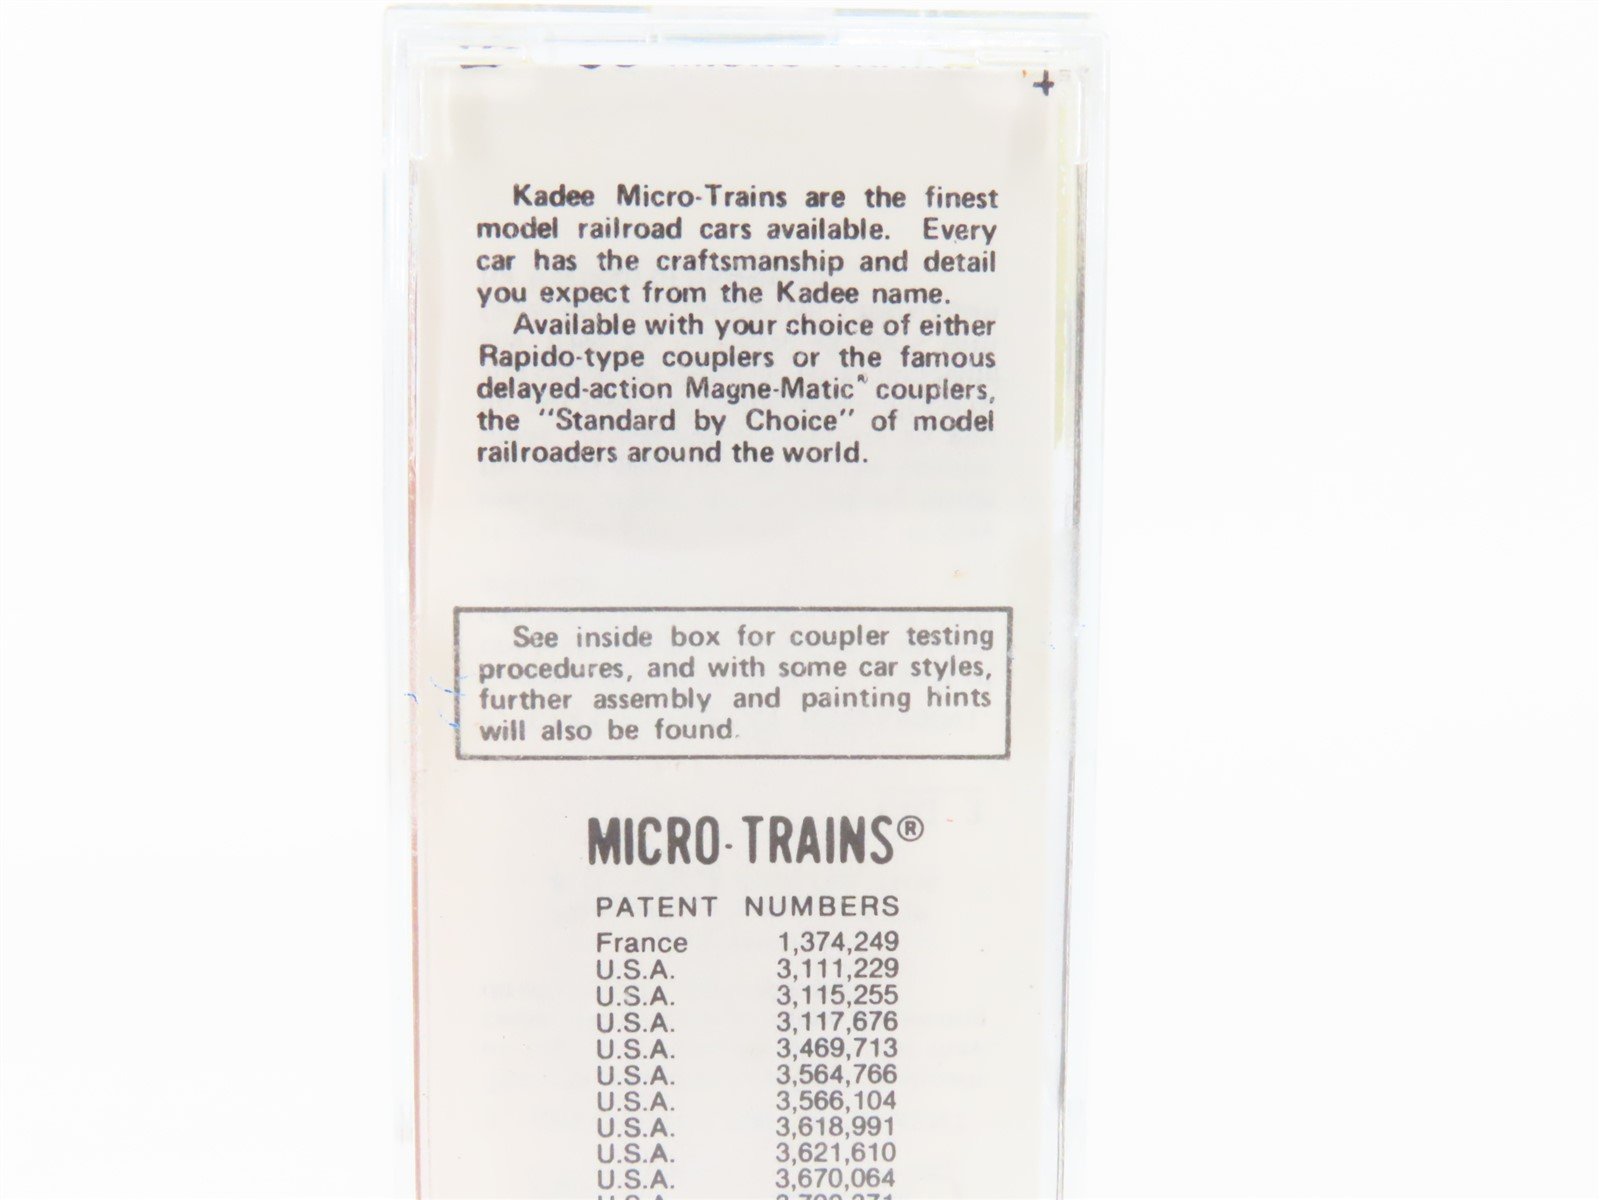 Kadee Micro-Trains are the finest
model railroad cars available. Every
car has the craftsmanship and detail
you expect from the Kadee name.
Available with your choice of either
Rapido-type couplers or the famous
delayed-action Magne-Matic® couplers,
the "Standard by Choice" of model
railroaders around the world.
See inside box for coupler testing
procedures, and with some car styles,
further assembly and painting hints
will also be found.
MICRO-TRAINS®
PATENT NUMBERS
France 1,374,249
U.S.A. 3,111,229
U.S.A. 3,115,255
U.S.A. 3,117,676
U.S.A. 3,469,713
U.S.A. 3,564,766
U.S.A. 3,566,104
U.S.A. 3,618,991
U.S.A. 3,621,610
U.S.A. 3,670,064
U.S.A.